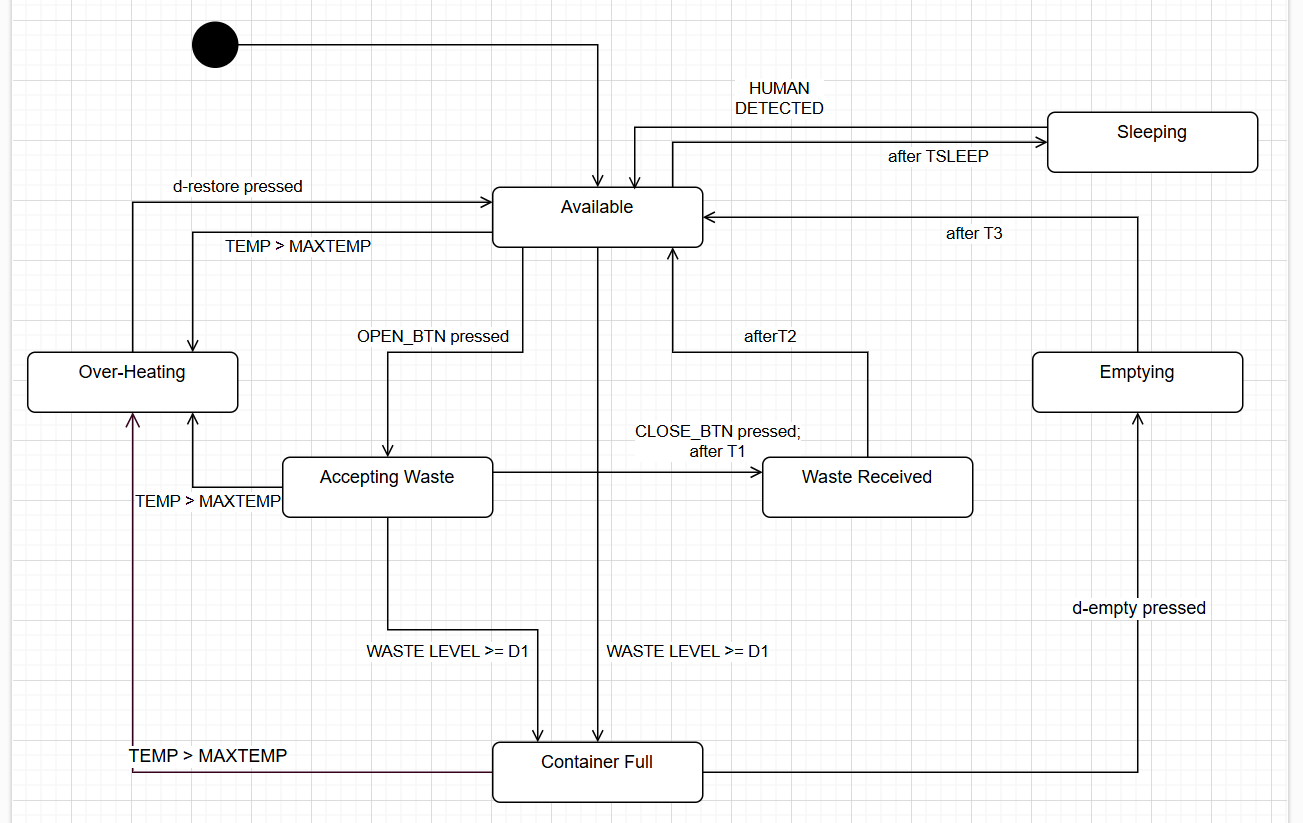 HUMAN
DETECTED
Sleeping
after TSLEEP
d-restore pressed
Available
after T3
TEMP > MAXTEMP
OPEN_BTN pressed
afterT2
Over-Heating
Emptying
CLOSE_BTN pressed;
after T1
Accepting Waste
Waste Received
TEMP > MAXTEMP
d-empty pressed
WASTE LEVEL >= D1
WASTE LEVEL >= D1
TEMP > MAXTEMP
Container Full